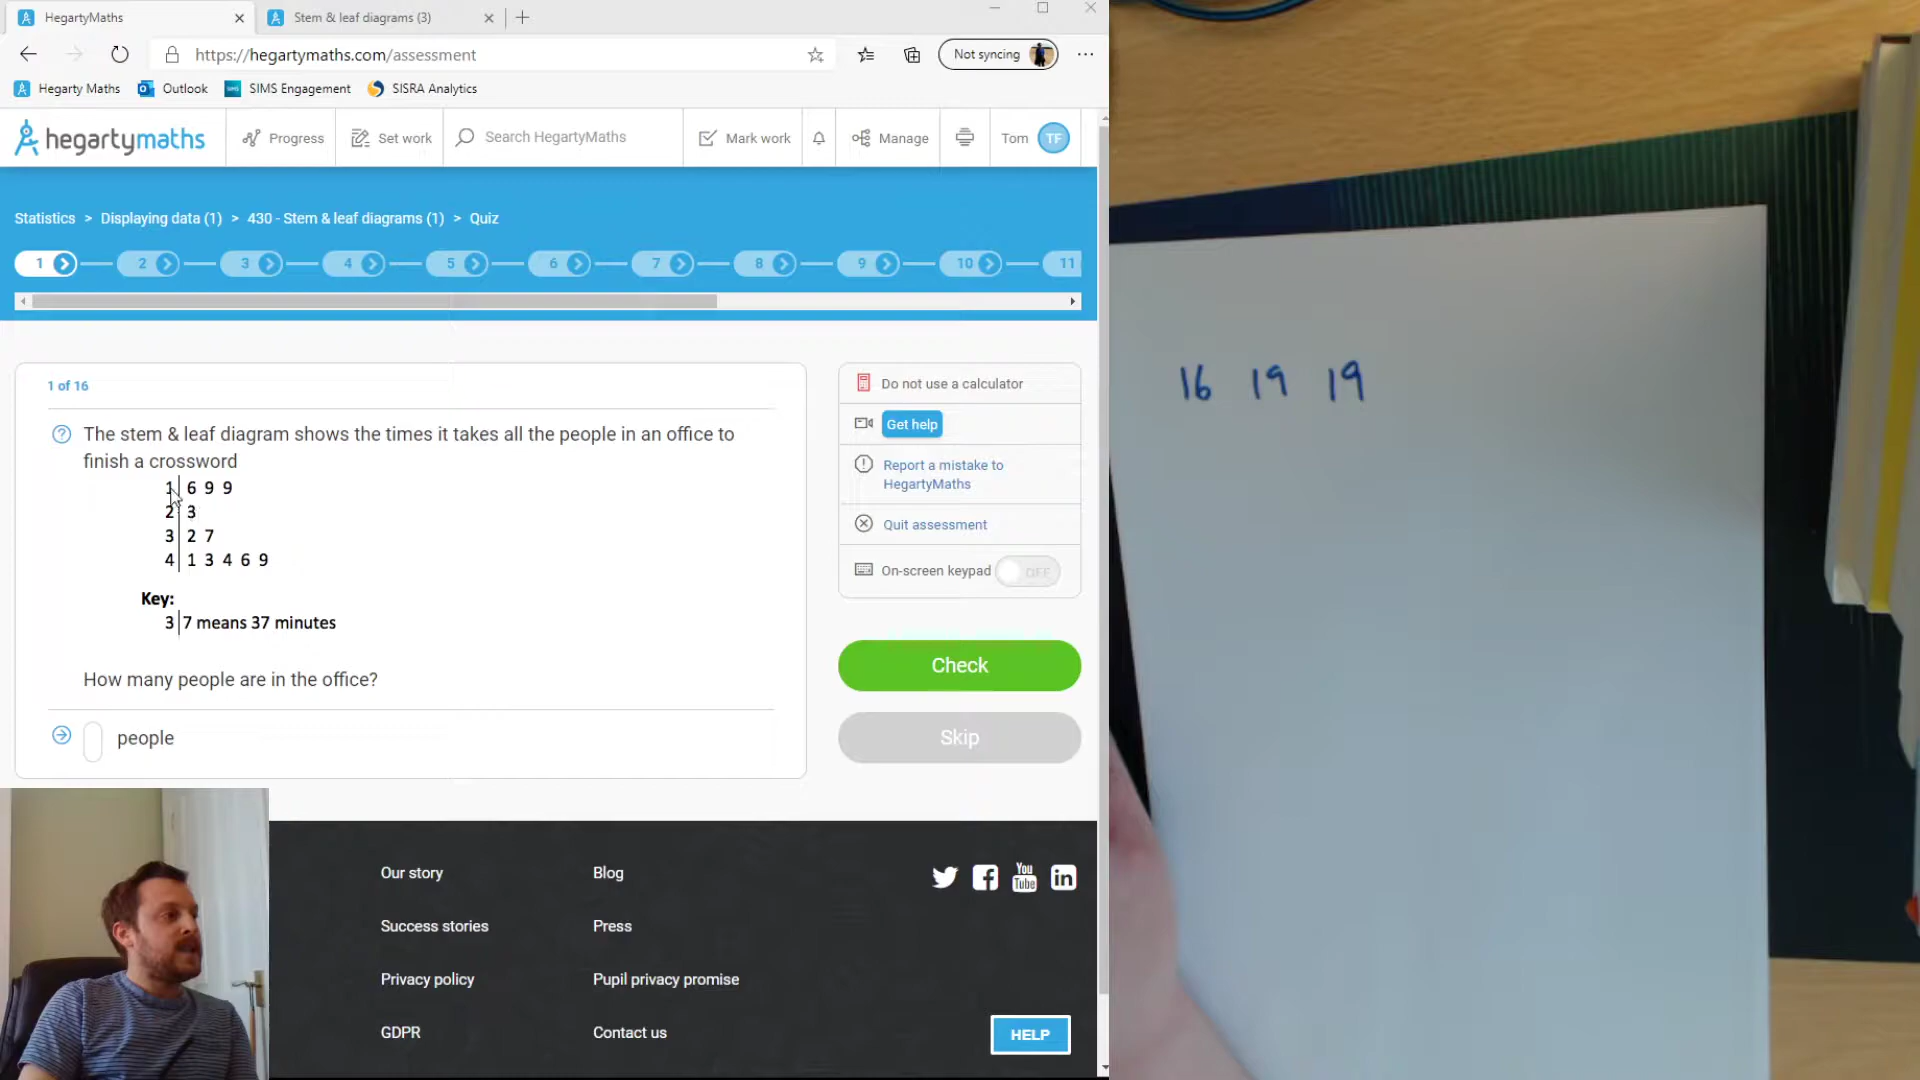 HegartyMaths
Stem & leaf diagrams (3)
https://hegartymaths.com/assessment
Not syncing
Hegarty Maths
Outlook
SIMS Engagement
SISRA Analytics
hegartymaths
Progress
Set work
Search HegartyMaths
Mark work
Manage
Tom
TF
Statistics > Displaying data (1) > 430 - Stem & leaf diagrams (1) > Quiz
1 2 3 4 5 6 7 8 9 10 11
1 of 16
The stem & leaf diagram shows the times it takes all the people in an office to
finish a crossword
1 | 6 9 9
2 | 3
3 | 2 7
4 | 1 3 4 6 9
Key:
3 | 7 means 37 minutes
How many people are in the office?
people
Do not use a calculator
Get help
Report a mistake to
HegartyMaths
Quit assessment
On-screen keypad
OFF
Check
Skip
Our story
Blog
Success stories
Press
Privacy policy
Pupil privacy promise
GDPR
Contact us
You
Tube
in
HELP
16 19 19